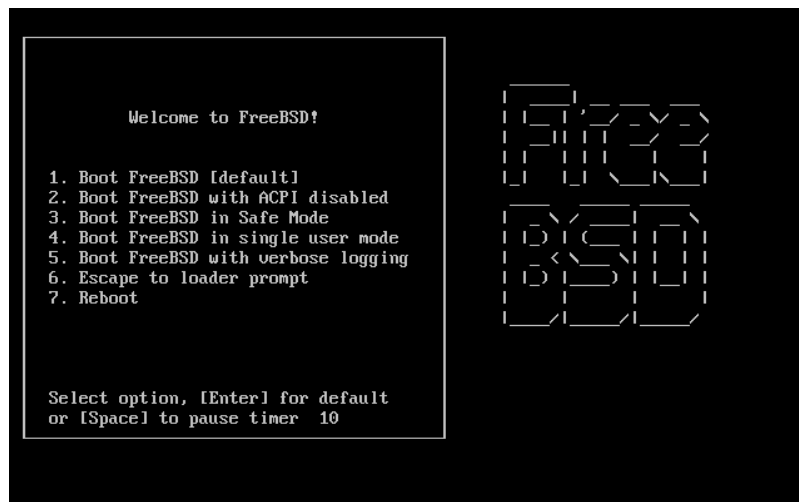 Welcome to FreeBSD!
1. Boot FreeBSD [default]
2. Boot FreeBSD with ACPI disabled
3. Boot FreeBSD in Safe Mode
4. Boot FreeBSD in single user mode
5. Boot FreeBSD with verbose logging
6. Escape to loader prompt
7. Reboot
Select option, [Enter] for default
or [Space] to pause timer  10
Free
BSD